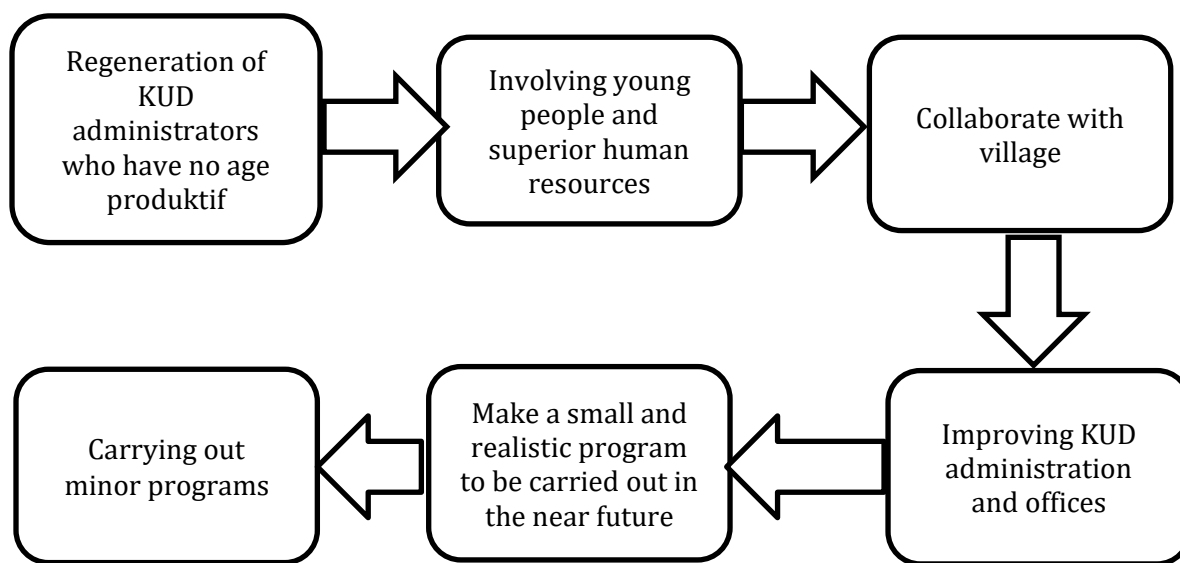 Regeneration of
KUD
administrators
who have no age
produktif
Involving young
people and
superior human
resources
Collaborate with
village
Improving KUD
administration
and offices
Make a small and
realistic program
to be carried out in
the near future
Carrying out
minor programs